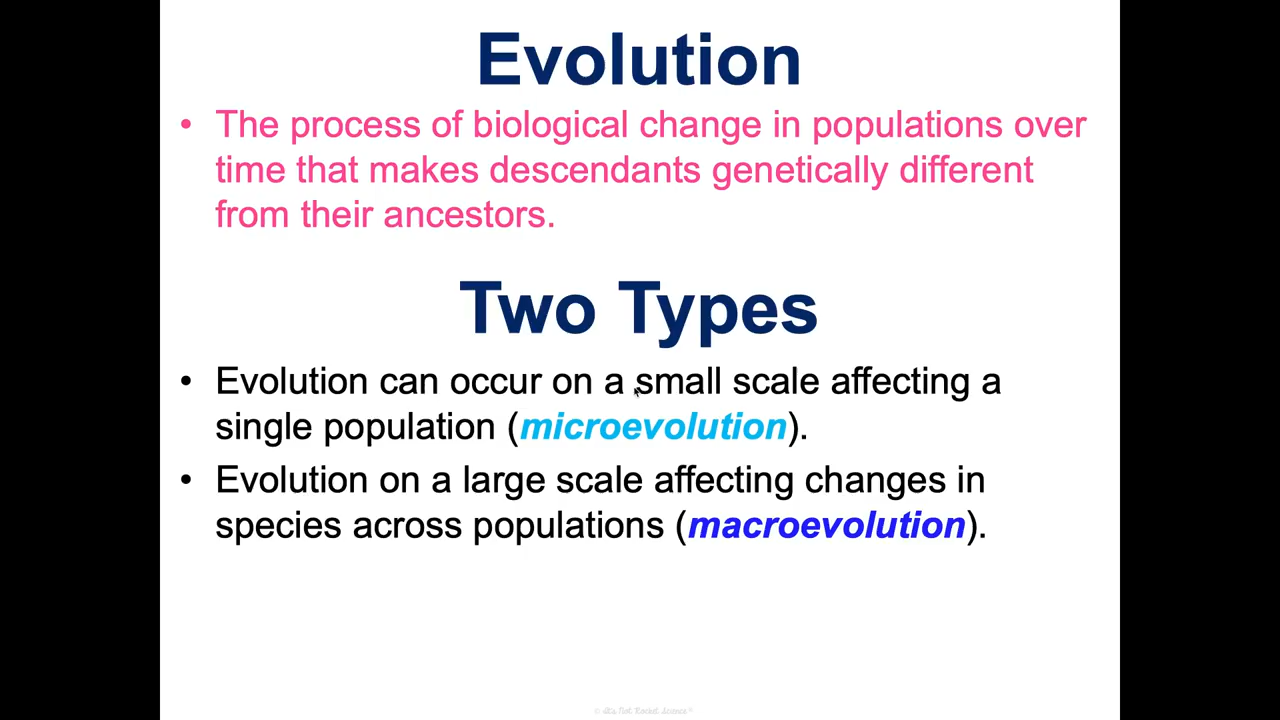 Evolution
• The process of biological change in populations over
time that makes descendants genetically different
from their ancestors.
Two Types
• Evolution can occur on a small scale affecting a
single population (microevolution).
• Evolution on a large scale affecting changes in
species across populations (macroevolution).